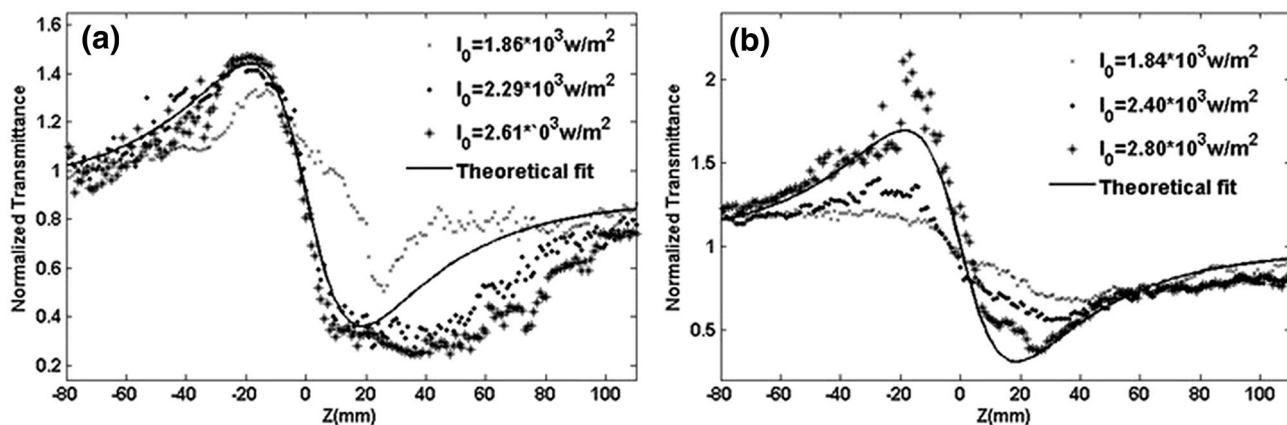 (a)
I0=1.86*10^3w/m^2
I0=2.29*10^3w/m^2
I0=2.61*`0^3w/m^2
Theoretical fit
Normalized Transmittance
1.6
1.4
1.2
1
0.8
0.6
0.4
0.2
-80 -60 -40 -20 0 20 40 60 80 100
Z(mm)
(b)
I0=1.84*10^3w/m^2
I0=2.40*10^3w/m^2
I0=2.80*10^3w/m^2
Theoretical fit
Normalized Transmittance
2
1.5
1
0.5
-80 -60 -40 -20 0 20 40 60 80 100
Z(mm)